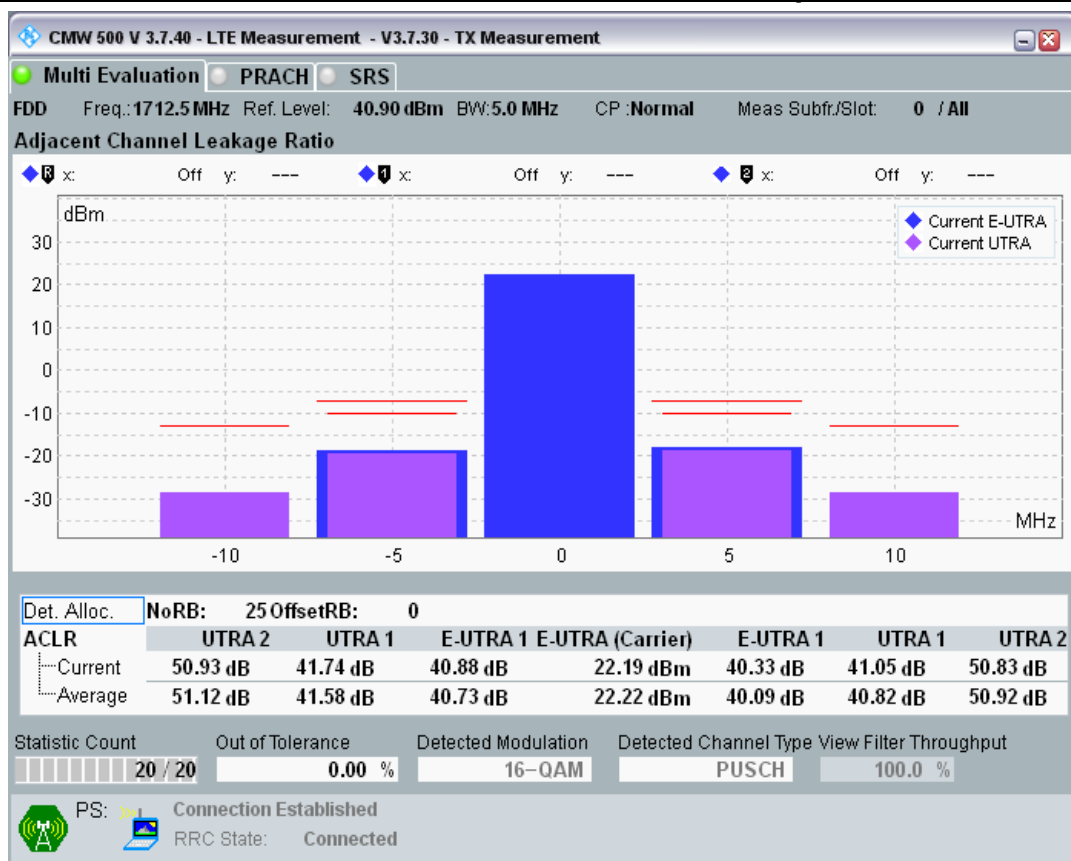 CMW 500 V 3.7.40 - LTE Measurement - V3.7.30 - TX Measurement
Multi Evaluation PRACH SRS
FDD Freq.:1712.5 MHz Ref. Level: 40.90 dBm BW:5.0 MHz CP :Normal Meas Subfr./Slot: 0 / All
Adjacent Channel Leakage Ratio
R x: Off y: --- 1 x: Off y: --- 2 x: Off y: ---
dBm
Current E-UTRA
Current UTRA
30
20
10
0
-10
-20
-30
MHz
-10 -5 0 5 10
Det. Alloc. NoRB: 25 OffsetRB: 0
ACLR UTRA 2 UTRA 1 E-UTRA 1 E-UTRA (Carrier) E-UTRA 1 UTRA 1 UTRA 2
Current 50.93 dB 41.74 dB 40.88 dB 22.19 dBm 40.33 dB 41.05 dB 50.83 dB
Average 51.12 dB 41.58 dB 40.73 dB 22.22 dBm 40.09 dB 40.82 dB 50.92 dB
Statistic Count Out of Tolerance Detected Modulation Detected Channel Type View Filter Throughput
20 / 20 0.00 % 16-QAM PUSCH 100.0 %
PS: Connection Established
RRC State: Connected